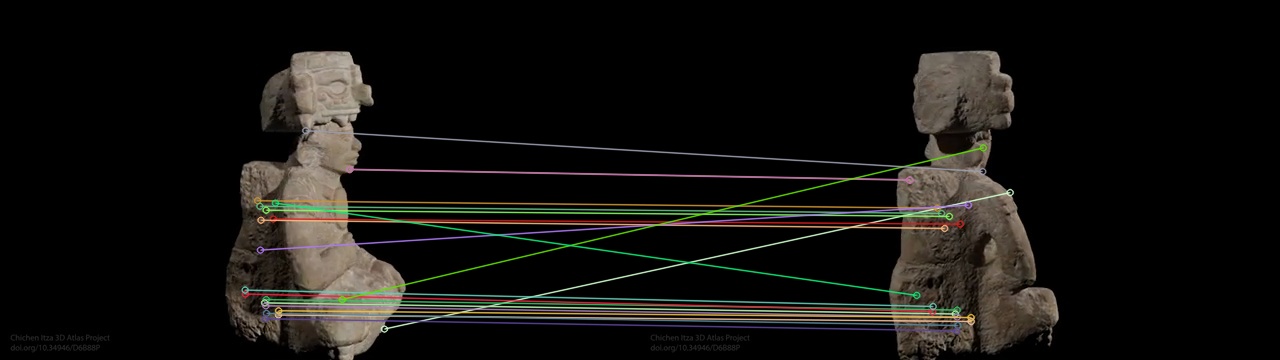 Chichen Itza 3D Atlas Project
doi.org/10.34946/D6B88P
Chichen Itza 3D Atlas Project
doi.org/10.34946/D6B88P